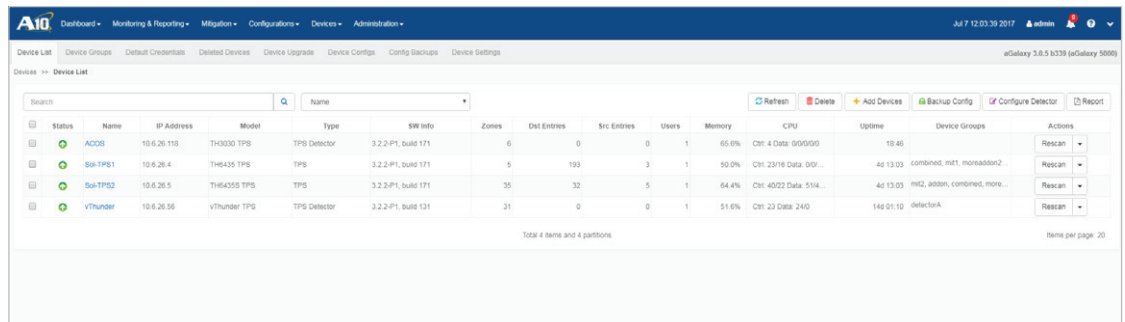 A10 Dashboard Monitoring & Reporting Mitigation Configurations Devices Administration Jul 7 12:03:39 2017 admin
Device List Device Groups Default Credentials Deleted Devices Device Upgrade Device Configs Config Backups Device Settings aGalaxy 3.0.5 b339 (aGalaxy 5000)
Devices >> Device List
Search Name Refresh Delete + Add Devices Backup Config Configure Detector Report
Status Name IP Address Model Type SW Info Zones Dst Entries Src Entries Users Memory CPU Uptime Device Groups Actions
ACOS 10.6.26.118 TH3030 TPS TPS Detector 3.2.2-P1, build 171 6 0 0 1 65.6% Ctrl: 4 Data: 0/0/0/0/0 18:46 Rescan
Sol-TPS1 10.6.26.4 TH6435 TPS TPS 3.2.2-P1, build 171 5 193 3 1 50.0% Ctrl: 23/16 Data: 0/0/... 4d 13:03 combined, mit1, moreaddon2...
Rescan
Sol-TPS2 10.6.26.5 TH6435S TPS TPS 3.2.2-P1, build 171 35 32 5 1 64.4% Ctrl: 40/22 Data: 51/4... 4d 13:03 mit2, addon, combined, more...
Rescan
vThunder 10.6.26.56 vThunder TPS TPS Detector 3.2.2-P1, build 131 31 0 0 1 51.6% Ctrl: 23 Data: 24/0 14d 01:10 detectorA Rescan
Total 4 items and 4 partitions Items per page: 20